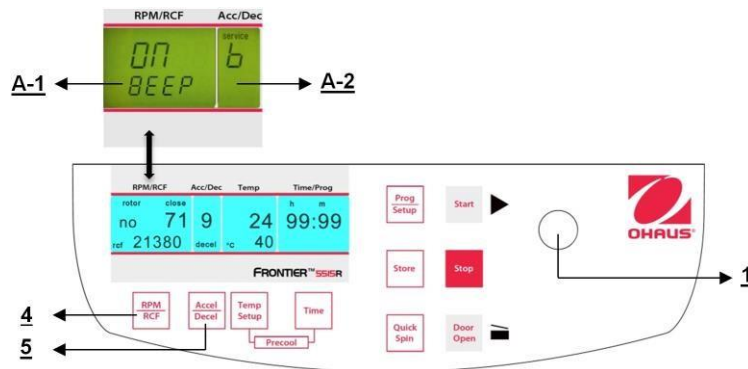 RPM/RCF Acc/Dec
service
ON b
BEEP
A-1
A-2
RPM/RCF Acc/Dec Temp Time/Prog
rotor close h m
no 71 9 24 99:99
rcf 21380 decel °C 40
FRONTIER™ 5515R
RPM
RCF
Accel
Decel
Temp
Setup
Time
Precool
4
5
Prog
Setup
Start
Store
Stop
Quick
Spin
Door
Open
1
OHAUS®